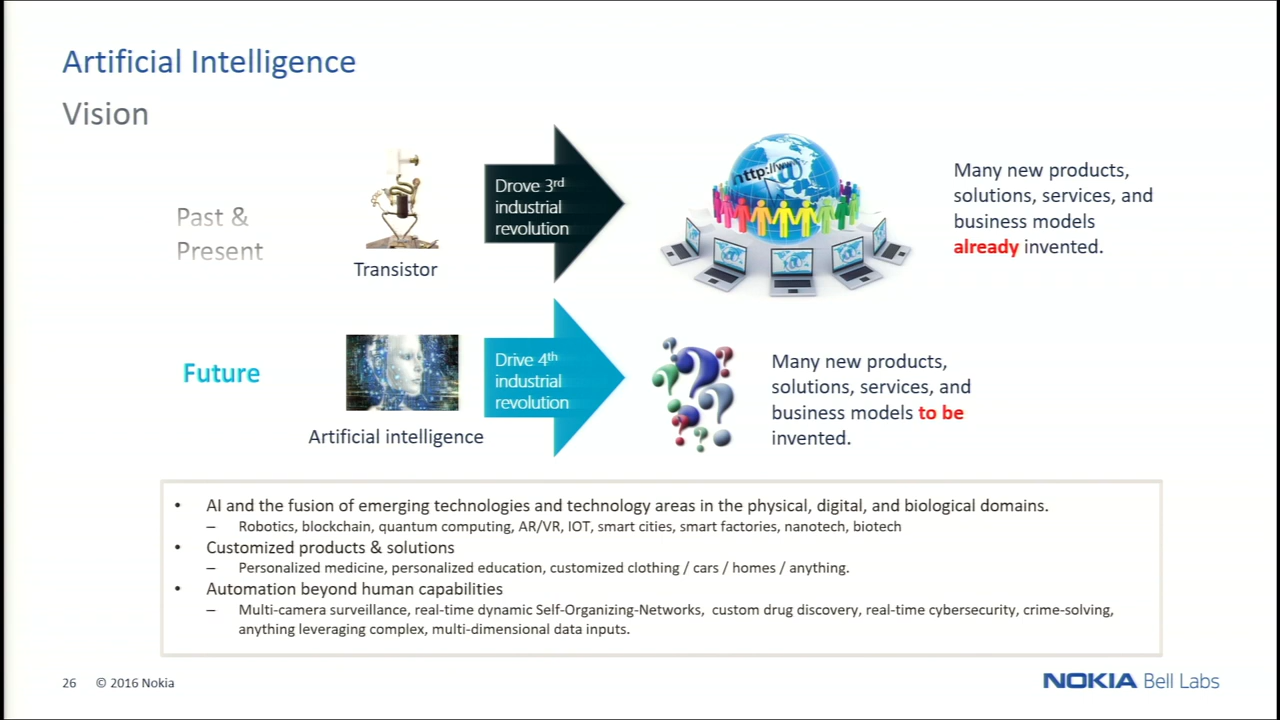 Artificial Intelligence
Vision
Past &
Present
Transistor
Drove 3rd
industrial
revolution
http://www
@
Many new products,
solutions, services, and
business models
already invented.
Future
Artificial intelligence
Drive 4th
industrial
revolution
Many new products,
solutions, services, and
business models to be
invented.
• AI and the fusion of emerging technologies and technology areas in the physical, digital, and biological domains.
– Robotics, blockchain, quantum computing, AR/VR, IOT, smart cities, smart factories, nanotech, biotech
• Customized products & solutions
– Personalized medicine, personalized education, customized clothing / cars / homes / anything.
• Automation beyond human capabilities
– Multi-camera surveillance, real-time dynamic Self-Organizing-Networks, custom drug discovery, real-time cybersecurity, crime-solving,
anything leveraging complex, multi-dimensional data inputs.
26 © 2016 Nokia
NOKIA Bell Labs